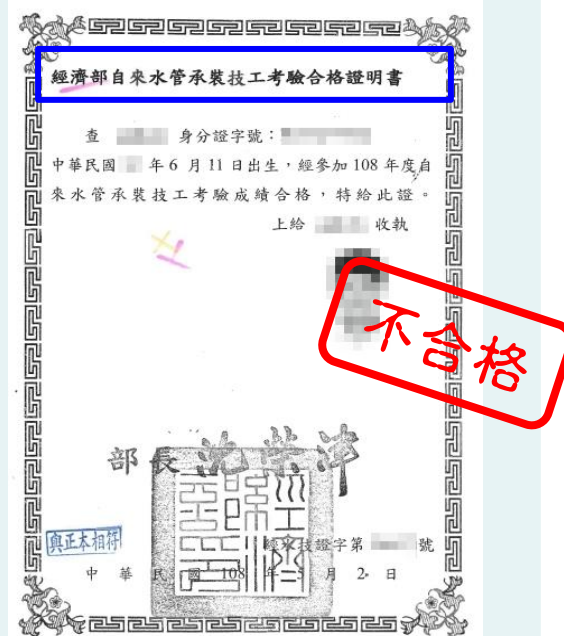 經濟部自來水管承裝技工考驗合格證明書
查 身分證字號：
中華民國 年6月11日出生，經參加108年度自
來水管承裝技工考驗成績合格，特給此證。
上給 收執
不合格
部長 沈榮津
與正本相符
經水技證字第 號
中華民國108年5月2日